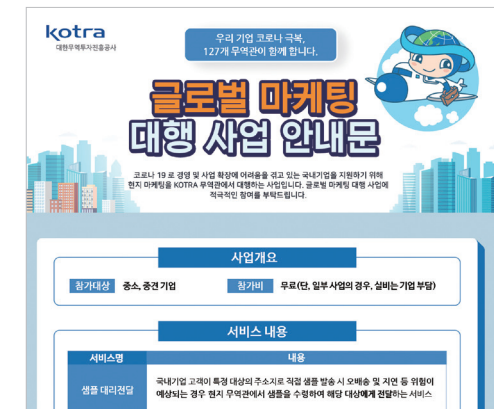 kotra
대한무역투자진흥공사
우리 기업 코로나 극복,
127개 무역관이 함께 합니다.
글로벌 마케팅
대행 사업 안내문
코로나 19 로 경영 및 사업 확장에 어려움을 겪고 있는 국내기업을 지원하기 위해
현지 마케팅을 KOTRA 무역관에서 대행하는 사업입니다. 글로벌 마케팅 대행 사업에
적극적인 참여를 부탁드립니다.
사업개요
참가대상 중소, 중견 기업 참가비 무료(단, 일부 사업의 경우, 실비는 기업 부담)
서비스 내용
서비스명 내용
샘플 대리전달
국내기업 고객이 특정 대상의 주소지로 직접 샘플 발송 시 오배송 및 지연 등 위험이
예상되는 경우 현지 무역관에서 샘플을 수령하여 해당 대상에게 전달하는 서비스